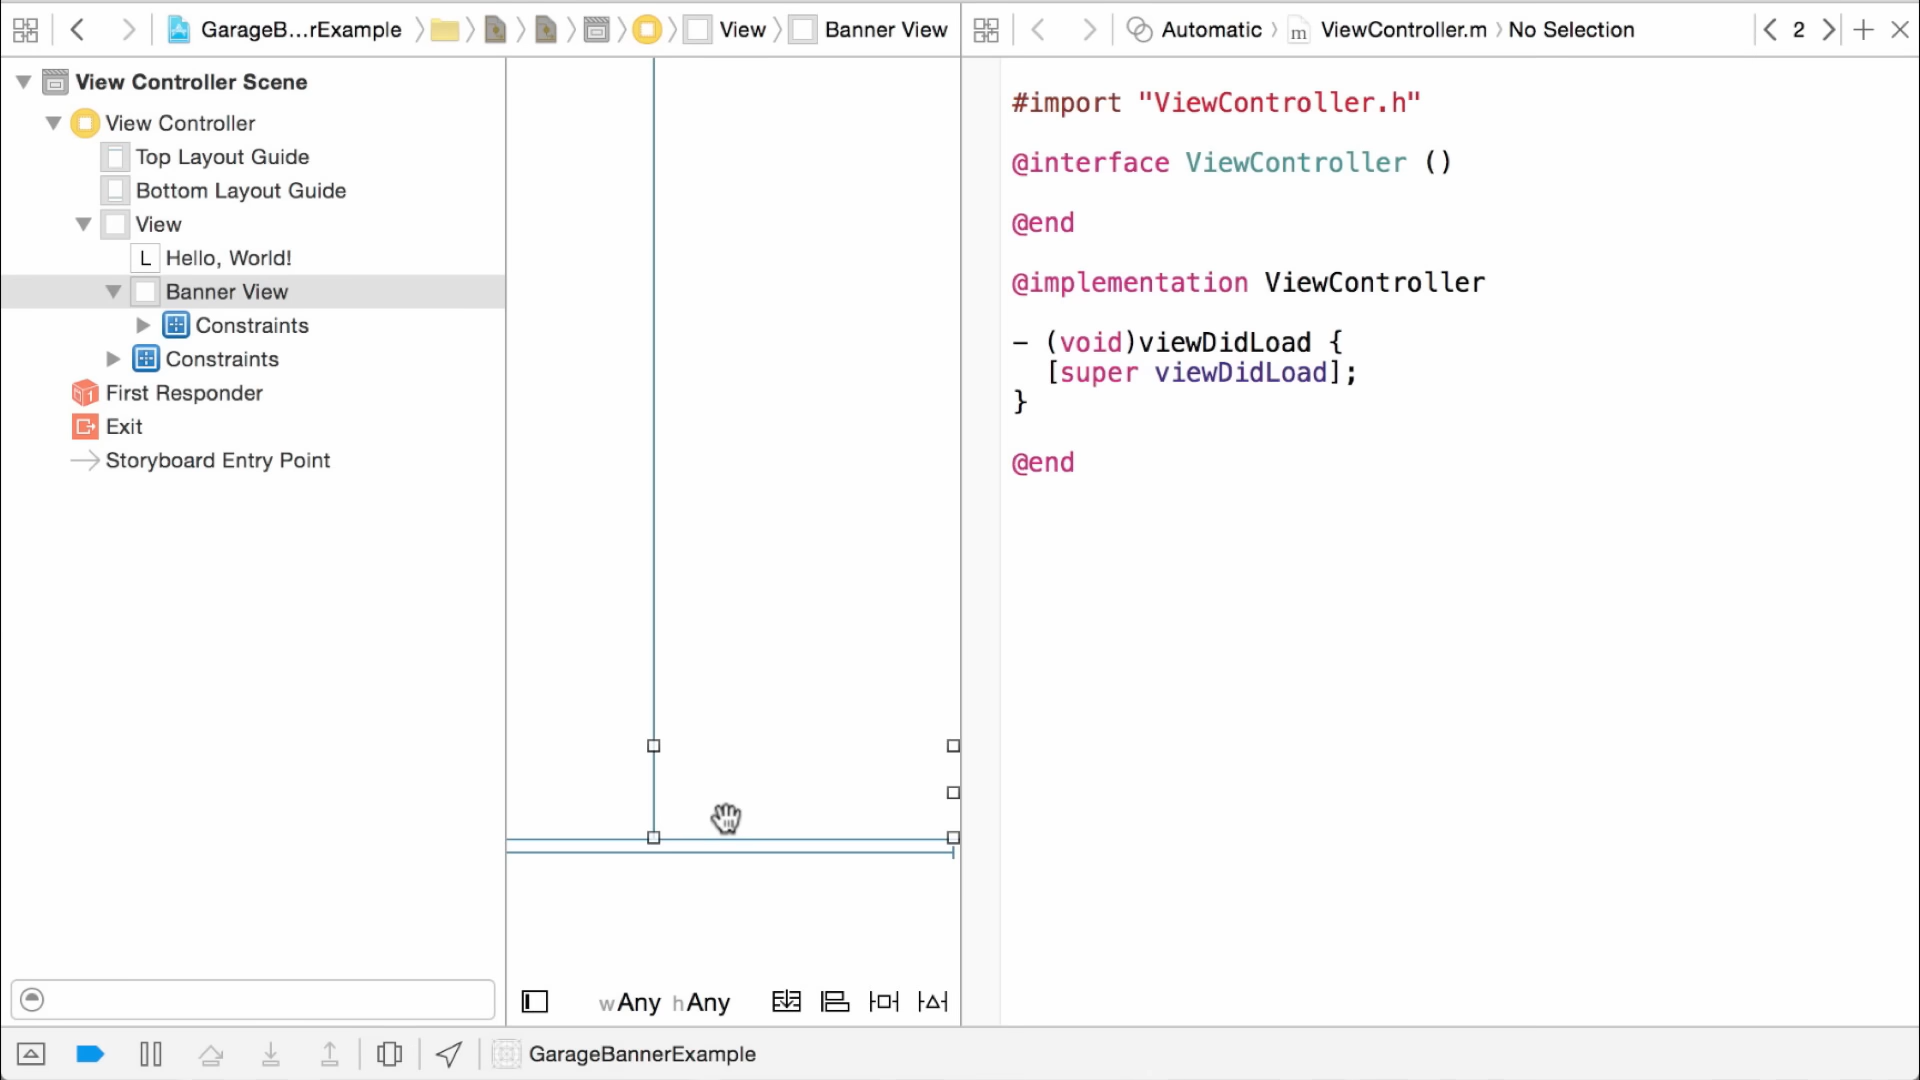 GarageB...rExample View Banner View
Automatic ViewController.m No Selection 2
View Controller Scene
View Controller
Top Layout Guide
Bottom Layout Guide
View
L Hello, World!
Banner View
Constraints
Constraints
First Responder
Exit
Storyboard Entry Point
wAny hAny
#import "ViewController.h"
@interface ViewController ()
@end
@implementation ViewController
- (void)viewDidLoad {
[super viewDidLoad];
}
@end
GarageBannerExample